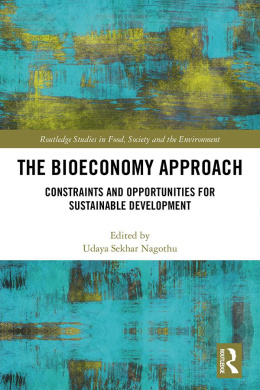 Routledge Studies in Food, Society and the Environment
THE BIOECONOMY APPROACH
CONSTRAINTS AND OPPORTUNITIES FOR
SUSTAINABLE DEVELOPMENT
Edited by
Udaya Sekhar Nagothu
ROUTLEDGE